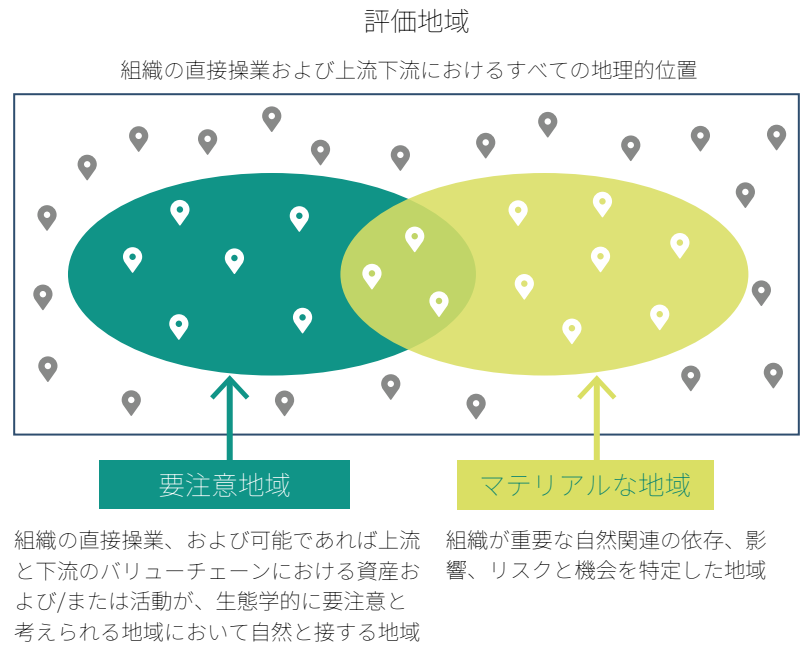 評価地域
組織の直接操業および上流下流におけるすべての地理的位置
要注意地域
マテリアルな地域
組織の直接操業、および可能であれば上流
と下流のバリューチェーンにおける資産お
よび/または活動が、生態学的に要注意と
考えられる地域において自然と接する地域
組織が重要な自然関連の依存、影
響、リスクと機会を特定した地域